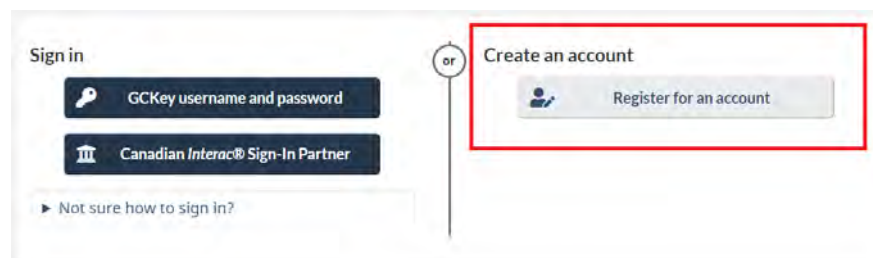 Sign in
GCKey username and password
Canadian Interac® Sign-In Partner
▶ Not sure how to sign in?
or
Create an account
Register for an account